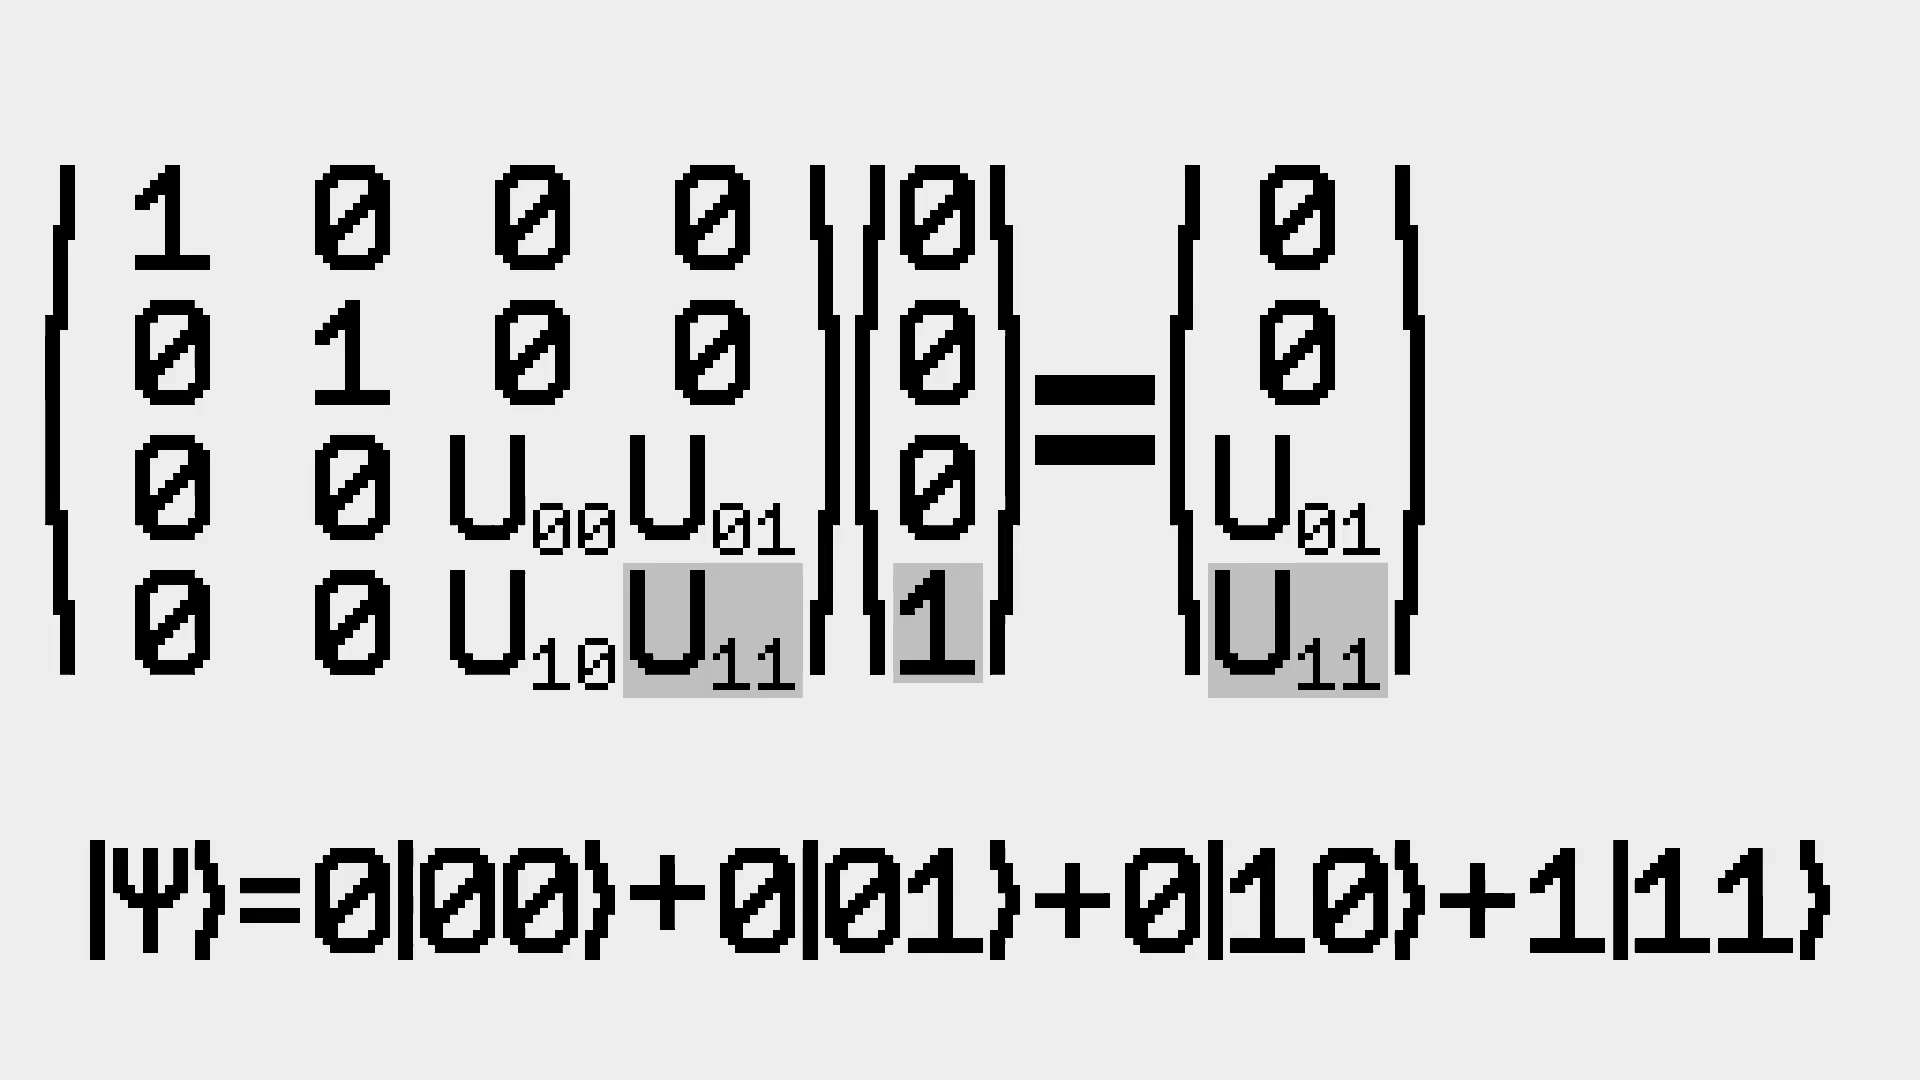 1 0 0 0 0 0
0 1 0 0 0 = 0
0 0 U₀₀ U₀₁ 0 U₀₁
0 0 U₁₀ U₁₁ 1 U₁₁
|Ψ⟩=0|00⟩+0|01⟩+0|10⟩+1|11⟩